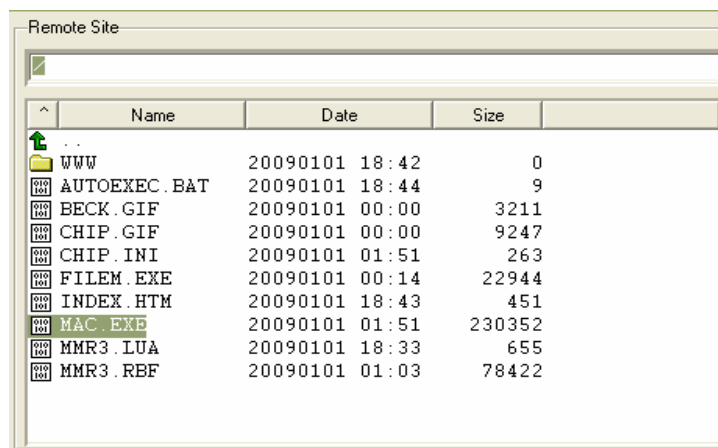 Remote Site
/
^ Name Date Size
. .
WWW 20090101 18:42 0
AUTOEXEC.BAT 20090101 18:44 9
BECK.GIF 20090101 00:00 3211
CHIP.GIF 20090101 00:00 9247
CHIP.INI 20090101 01:51 263
FILEM.EXE 20090101 00:14 22944
INDEX.HTM 20090101 18:43 451
MAC.EXE 20090101 01:51 230352
MMR3.LUA 20090101 18:33 655
MMR3.RBF 20090101 01:03 78422